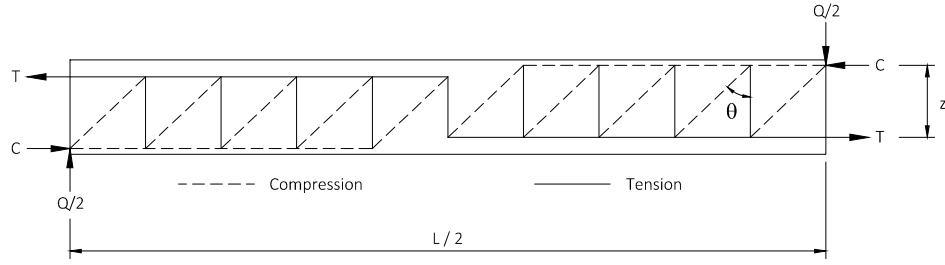 Q/2
T
C
z
θ
C
T
Compression
Tension
Q/2
L / 2